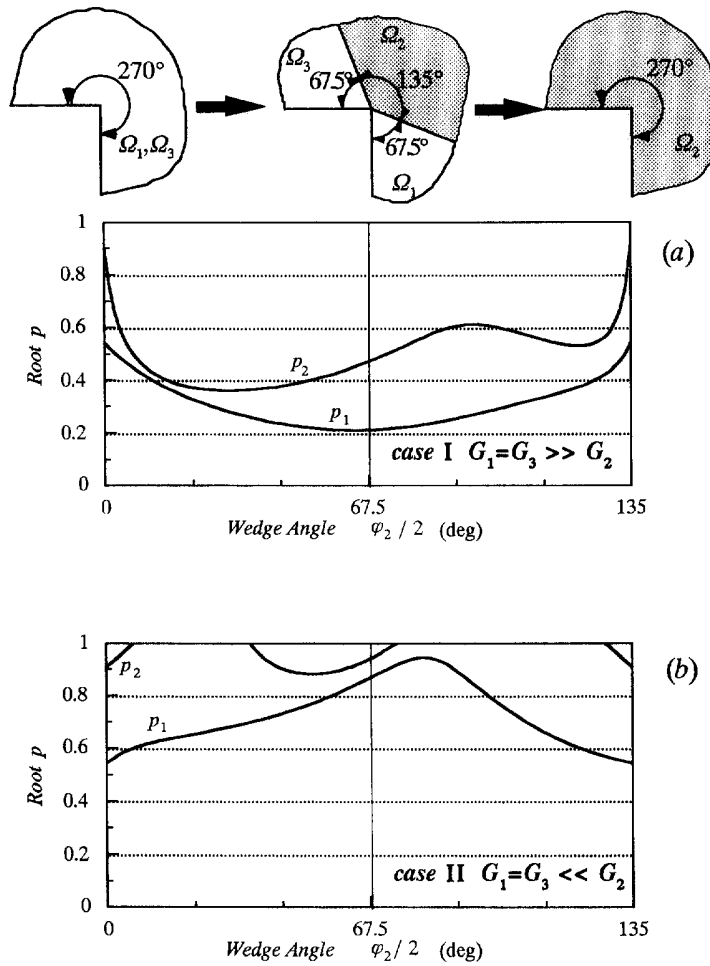 270°
Ω₁,Ω₃
Ω₃
Ω₂
67.5°
135°
67.5°
Ω₁
270°
Ω₂
(a)
Root p
1
0.8
0.6
0.4
0.2
0
p₂
p₁
case I G₁=G₃ >> G₂
0
67.5
135
Wedge Angle φ₂ / 2 (deg)
(b)
Root p
1
0.8
0.6
0.4
0.2
0
p₂
p₁
case II G₁=G₃ << G₂
0
67.5
135
Wedge Angle φ₂ / 2 (deg)